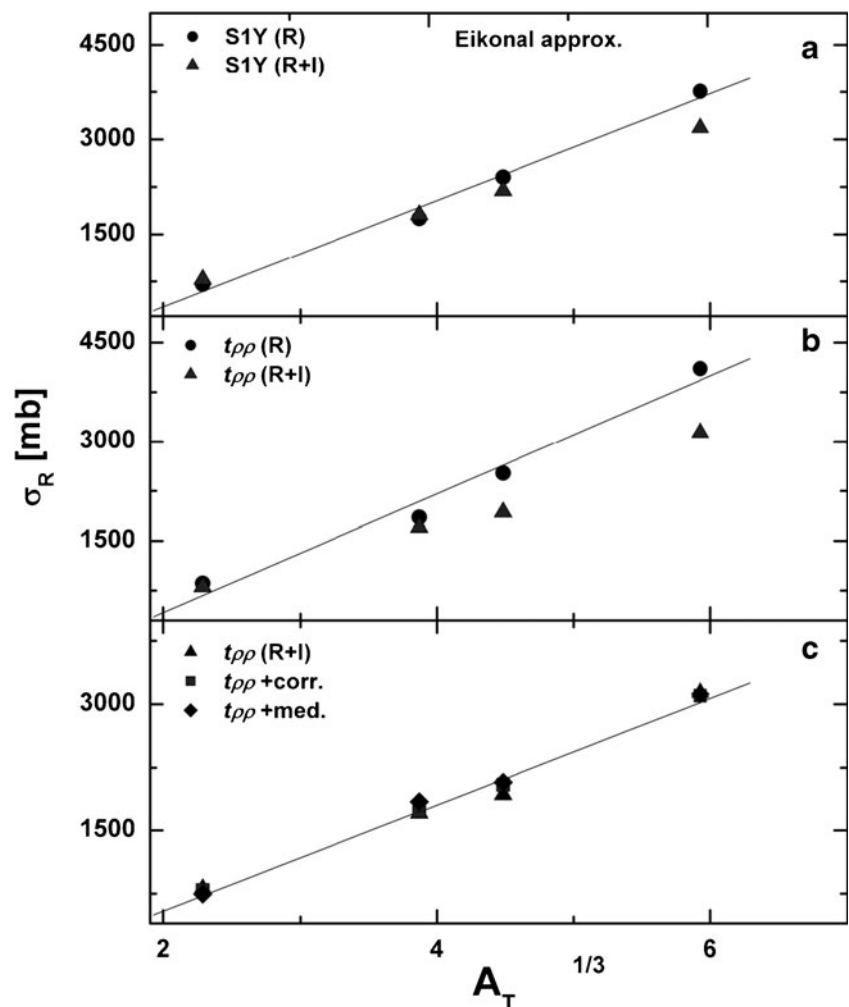 4500
3000
1500
S1Y (R)
S1Y (R+I)
Eikonal approx.
a
4500
3000
1500
tρρ (R)
tρρ (R+I)
b
3000
1500
tρρ (R+I)
tρρ +corr.
tρρ +med.
c
2 4 6
σR [mb]
AT 1/3